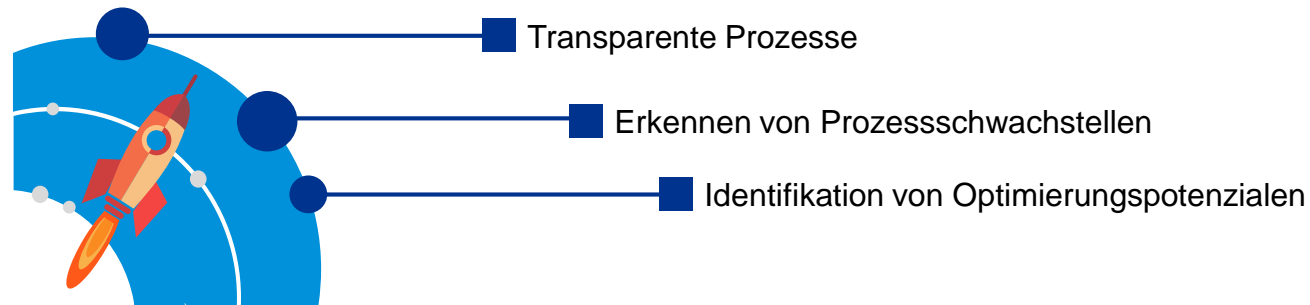 Transparente Prozesse
Erkennen von Prozessschwachstellen
Identifikation von Optimierungspotenzialen